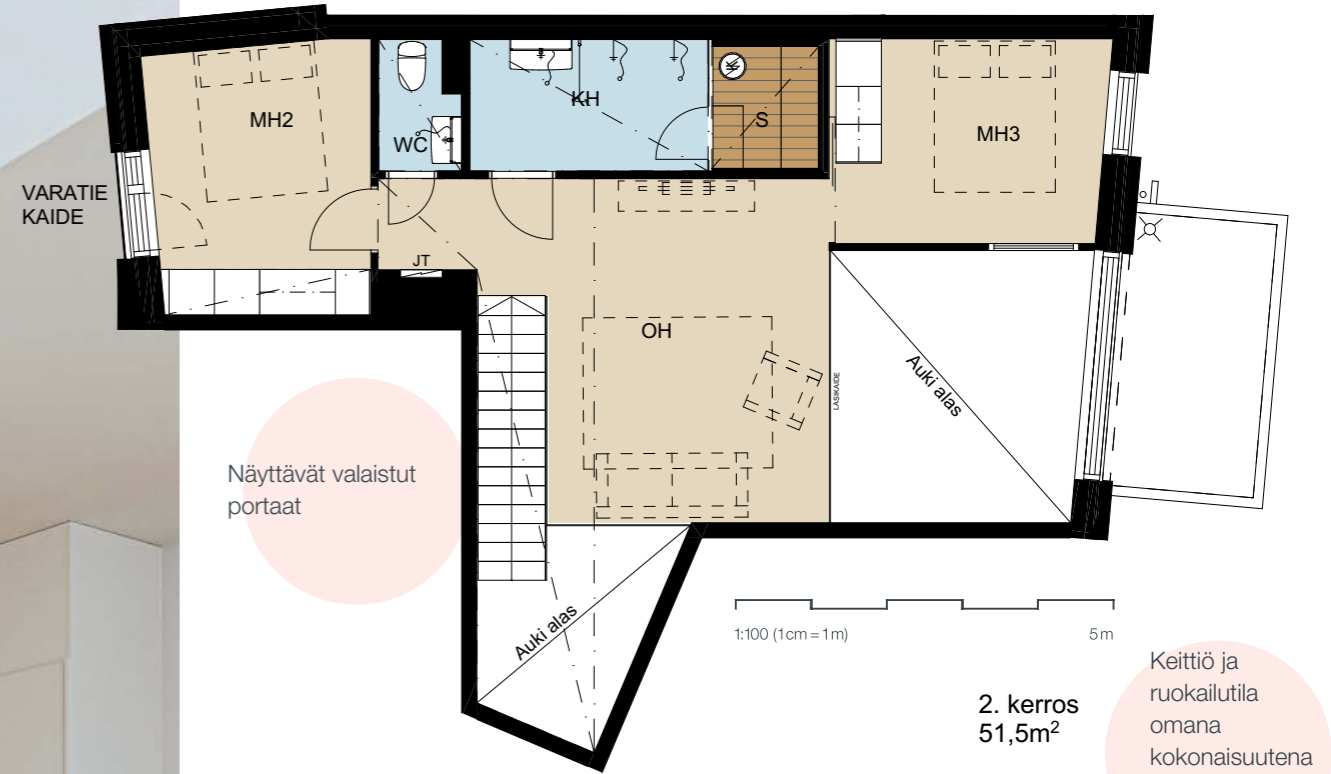 MH2
WC
KH
S
MH3
VARATIE
KAIDE
JT
OH
LASIKAIDE
Auki alas
Näyttävät valaistut
portaat
Auki alas
1:100 (1cm = 1m)
5 m
2. kerros
51,5m²
Keittiö ja
ruokailutila
omana
kokonaisuutena